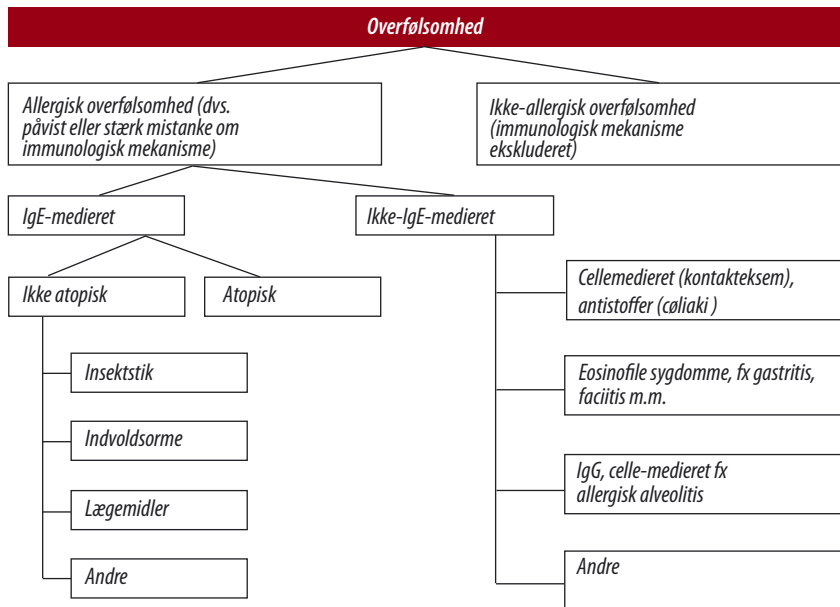 Overfølsomhed
Allergisk overfølsomhed (dvs.
påvist eller stærk mistanke om
immunologisk mekanisme)
Ikke-allergisk overfølsomhed
(immunologisk mekanisme
ekskluderet)
IgE-medieret
Ikke-IgE-medieret
Ikke atopisk
Atopisk
Insektstik
Indvoldsorme
Lægemidler
Andre
Cellemedieret (kontakteksem),
antistoffer (cøliaki )
Eosinofile sygdomme, fx gastritis,
faciitis m.m.
IgG, celle-medieret fx
allergisk alveolitis
Andre